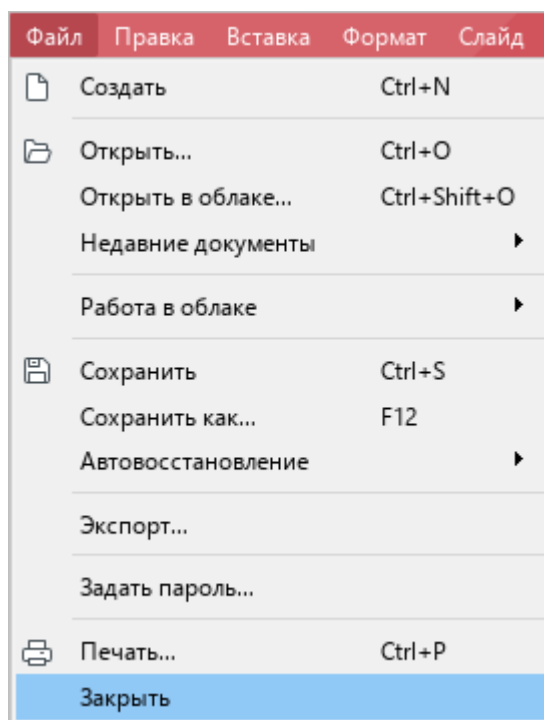 Файл Правка Вставка Формат Слайд
Создать Ctrl+N
Открыть... Ctrl+O
Открыть в облаке... Ctrl+Shift+O
Недавние документы
Работа в облаке
Сохранить Ctrl+S
Сохранить как... F12
Автовосстановление
Экспорт...
Задать пароль...
Печать... Ctrl+P
Закрыть